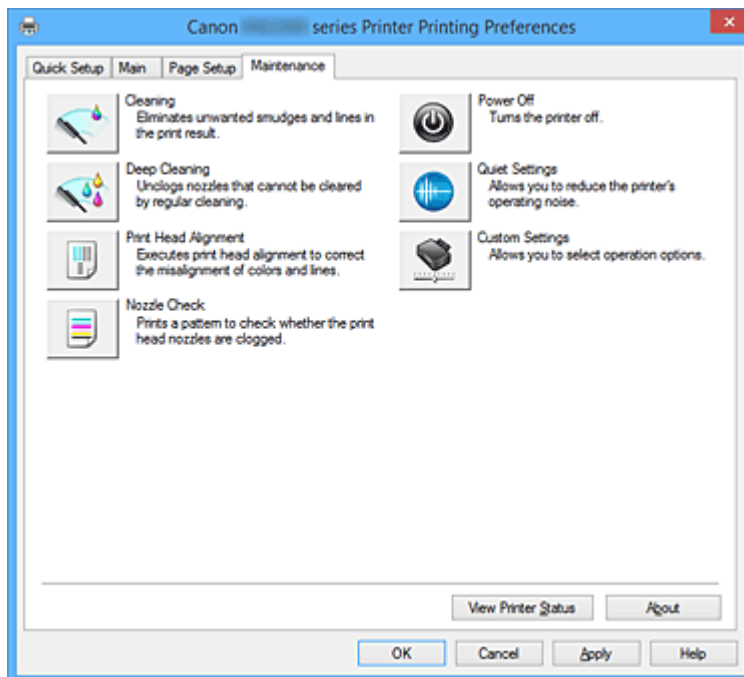 Canon series Printer Printing Preferences
Quick Setup Main Page Setup Maintenance
Cleaning
Eliminates unwanted smudges and lines in
the print result.
Power Off
Turns the printer off.
Deep Cleaning
Unclogs nozzles that cannot be cleared
by regular cleaning.
Quiet Settings
Allows you to reduce the printer's
operating noise.
Print Head Alignment
Executes print head alignment to correct
the misalignment of colors and lines.
Custom Settings
Allows you to select operation options.
Nozzle Check
Prints a pattern to check whether the print
head nozzles are clogged.
View Printer Status About
OK Cancel Apply Help